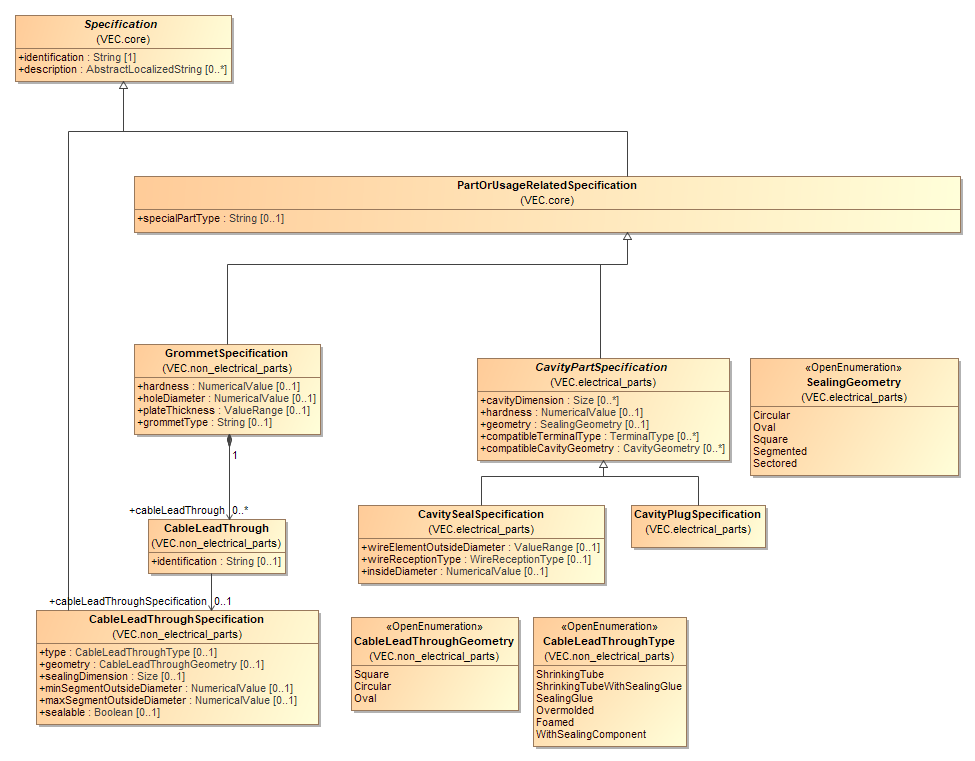 Specification
(VEC.core)
+identification : String [1]
+description : AbstractLocalizedString [0..*]
PartOrUsageRelatedSpecification
(VEC.core)
+specialPartType : String [0..1]
GrommetSpecification
(VEC.non_electrical_parts)
+hardness : NumericalValue [0..1]
+holeDiameter : NumericalValue [0..1]
+plateThickness : ValueRange [0..1]
+grommetType : String [0..1]
CavityPartSpecification
(VEC.electrical_parts)
+cavityDimension : Size [0..*]
+hardness : NumericalValue [0..1]
+geometry : SealingGeometry [0..1]
+compatibleTerminalType : TerminalType [0..*]
+compatibleCavityGeometry : CavityGeometry [0..*]
«OpenEnumeration»
SealingGeometry
(VEC.electrical_parts)
Circular
Oval
Square
Segmented
Sectored
1
+cableLeadThrough 0..*
CableLeadThrough
(VEC.non_electrical_parts)
+identification : String [0..1]
CavitySealSpecification
(VEC.electrical_parts)
+wireElementOutsideDiameter : ValueRange [0..1]
+wireReceptionType : WireReceptionType [0..1]
+insideDiameter : NumericalValue [0..1]
CavityPlugSpecification
(VEC.electrical_parts)
+cableLeadThroughSpecification 0..1
CableLeadThroughSpecification
(VEC.non_electrical_parts)
+type : CableLeadThroughType [0..1]
+geometry : CableLeadThroughGeometry [0..1]
+sealingDimension : Size [0..1]
+minSegmentOutsideDiameter : NumericalValue [0..1]
+maxSegmentOutsideDiameter : NumericalValue [0..1]
+sealable : Boolean [0..1]
«OpenEnumeration»
CableLeadThroughGeometry
(VEC.non_electrical_parts)
Square
Circular
Oval
«OpenEnumeration»
CableLeadThroughType
(VEC.non_electrical_parts)
ShrinkingTube
ShrinkingTubeWithSealingGlue
SealingGlue
Overmolded
Foamed
WithSealingComponent